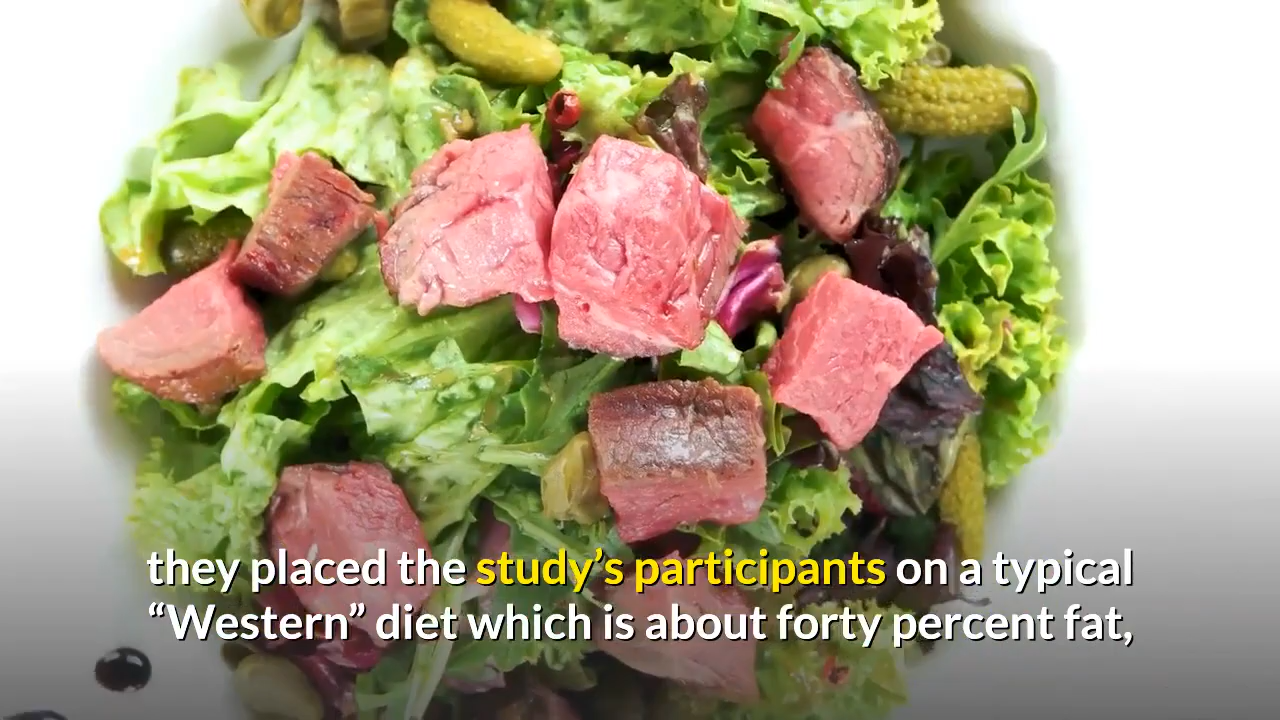 they placed the study’s participants on a typical
“Western” diet which is about forty percent fat,